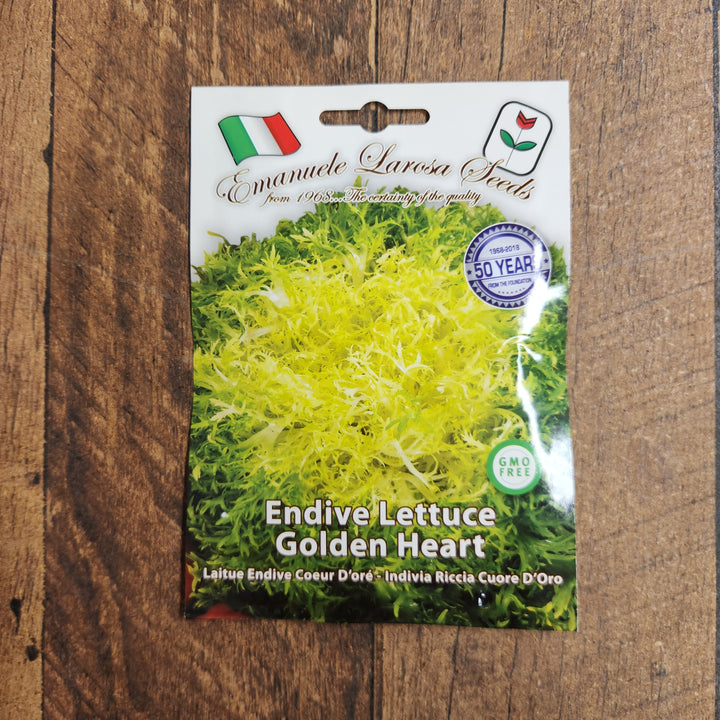 Emanuele Larosa Seeds
from 1968... The certainty of the quality
1968-2018
50 YEARS
FROM THE FOUNDATION
GMO
FREE
Endive Lettuce
Golden Heart
Laitue Endive Coeur D'oré - Indivia Riccia Cuore D'Oro